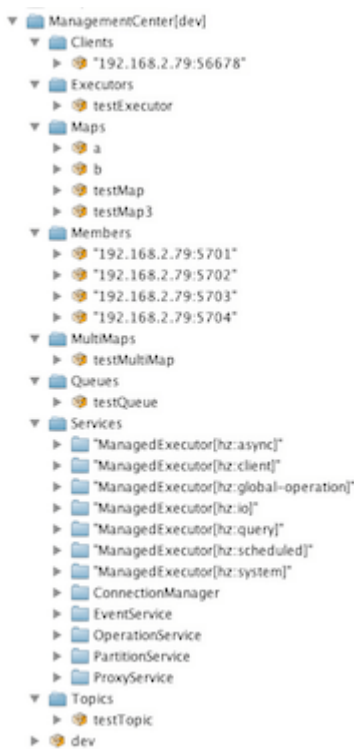 ManagementCenter[dev]
Clients
"192.168.2.79:56678"
Executors
testExecutor
Maps
a
b
testMap
testMap3
Members
"192.168.2.79:5701"
"192.168.2.79:5702"
"192.168.2.79:5703"
"192.168.2.79:5704"
MultiMaps
testMultiMap
Queues
testQueue
Services
"ManagedExecutor[hz:async]"
"ManagedExecutor[hz:client]"
"ManagedExecutor[hz:global-operation]"
"ManagedExecutor[hz:io]"
"ManagedExecutor[hz:query]"
"ManagedExecutor[hz:scheduled]"
"ManagedExecutor[hz:system]"
ConnectionManager
EventService
OperationService
PartitionService
ProxyService
Topics
testTopic
dev